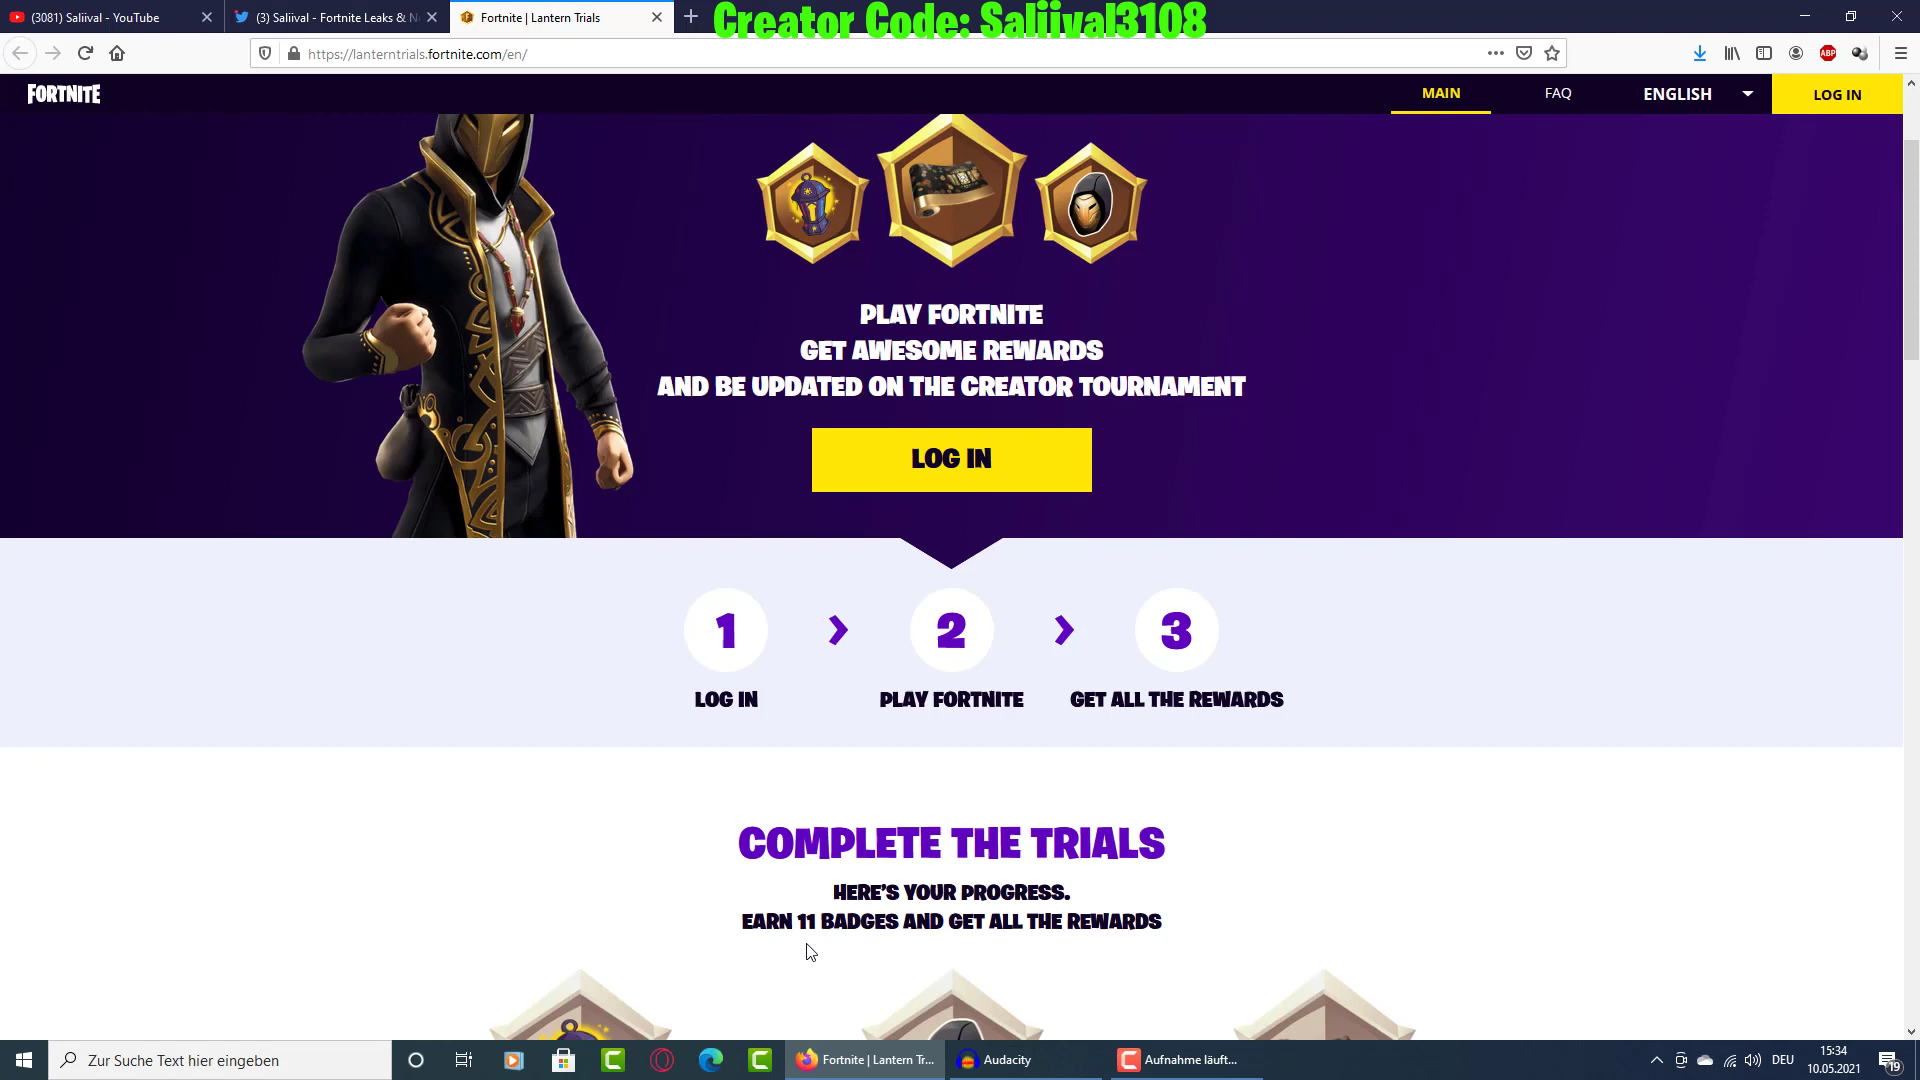 (3081) Saliival - YouTube
(3) Saliival - Fortnite Leaks & N
Fortnite | Lantern Trials
Creator Code: Saliival3108
https://lanterntrials.fortnite.com/en/
ABP
FORTNITE
MAIN
FAQ
ENGLISH
LOG IN
PLAY FORTNITE
GET AWESOME REWARDS
AND BE UPDATED ON THE CREATOR TOURNAMENT
LOG IN
1 > 2 > 3
LOG IN
PLAY FORTNITE
GET ALL THE REWARDS
COMPLETE THE TRIALS
HERE'S YOUR PROGRESS.
EARN 11 BADGES AND GET ALL THE REWARDS
Zur Suche Text hier eingeben
Fortnite | Lantern Tr...
Audacity
Aufnahme läuft...
DEU
15:34
10.05.2021
19